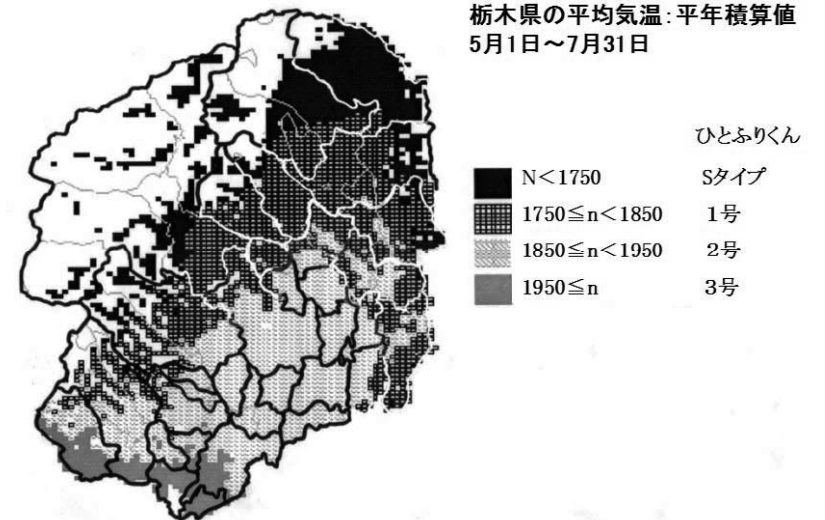 栃木県の平均気温:平年積算値
5月1日～7月31日
ひとふりくん
N＜1750 Sタイプ
1750≦n＜1850 1号
1850≦n＜1950 2号
1950≦n 3号